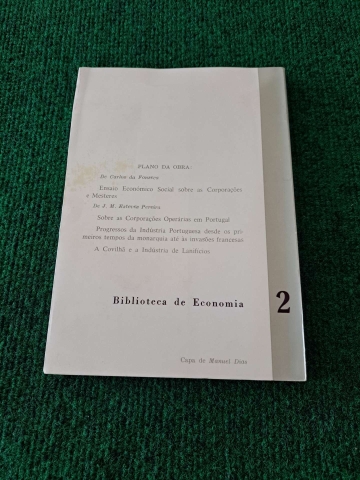 PLANO DA OBRA:
De Carlos da Fonseca
Ensaio Económico Social sobre as Corporações
e Mesteres
De J. M. Esteves Pereira
Sobre as Corporações Operárias em Portugal
Progressos da Indústria Portuguesa desde os pri
meiros tempos da monarquia até às invasões francesas
A Covilhã e a Indústria de Lanifícios
Biblioteca de Economia
2
Capa de Manuel Dias